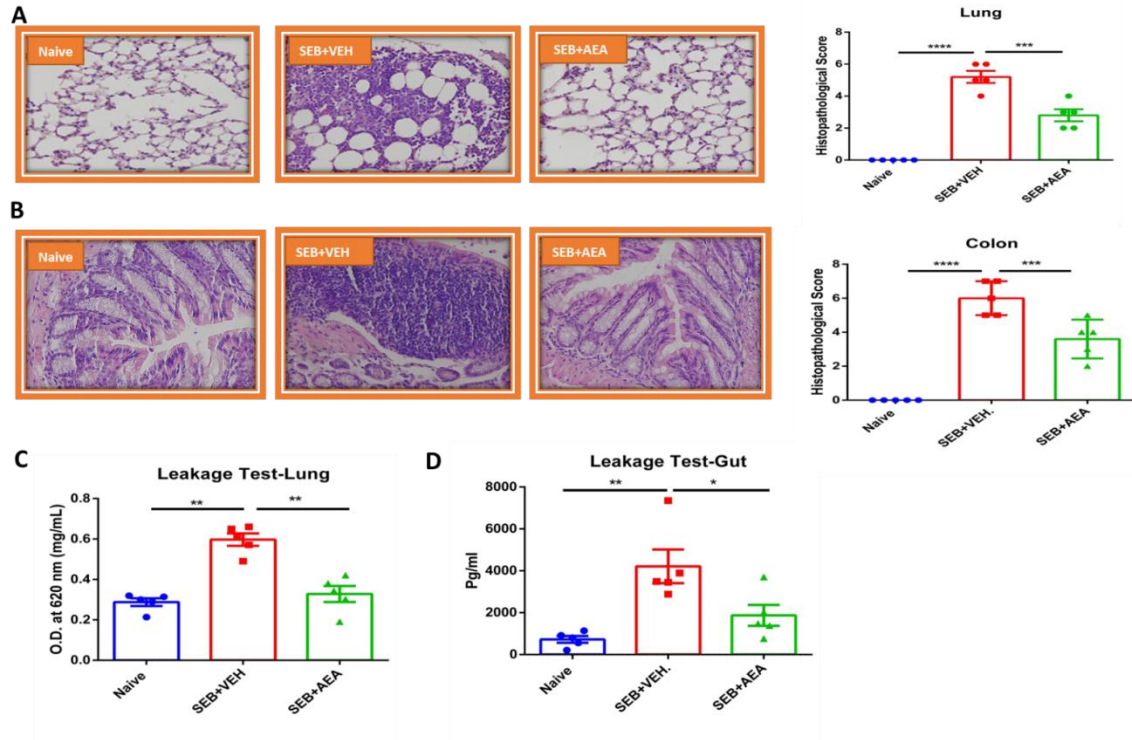 A
Naive
SEB+VEH
SEB+AEA
Lung
Histopathological Score
8
6
4
2
0
**** ***
Naive
SEB+VEH
SEB+AEA
B
Naive
SEB+VEH
SEB+AEA
Colon
Histopathological Score
8
6
4
2
0
**** ***
Naive
SEB+VEH.
SEB+AEA
C
Leakage Test-Lung
O.D. at 620 nm (mg/mL)
0.8
0.6
0.4
0.2
0.0
** **
Naive
SEB+VEH
SEB+AEA
D
Leakage Test-Gut
Pg/ml
8000
6000
4000
2000
0
** *
Naive
SEB+VEH.
SEB+AEA